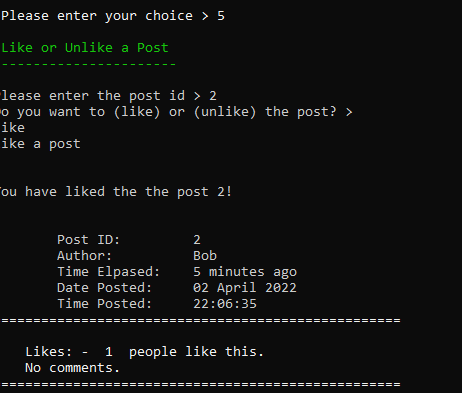 Please enter your choice > 5
Like or Unlike a Post
----------------------
lease enter the post id > 2
o you want to (like) or (unlike) the post? >
ike
ike a post
ou have liked the the post 2!
Post ID: 2
Author: Bob
Time Elpased: 5 minutes ago
Date Posted: 02 April 2022
Time Posted: 22:06:35
==================================================
Likes: - 1 people like this.
No comments.
==================================================